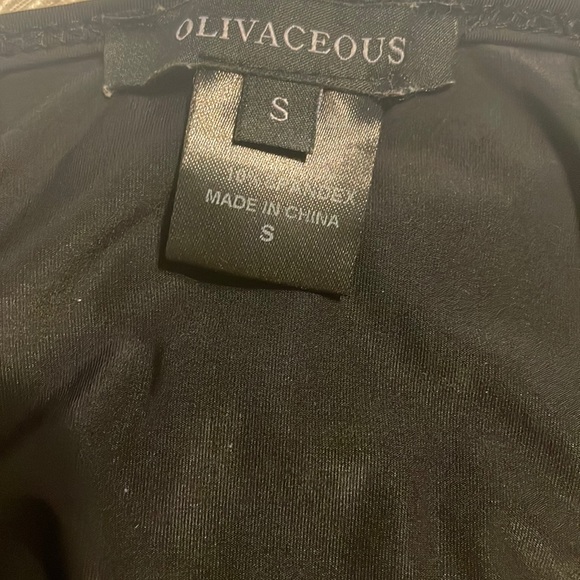 OLIVACEOUS
S
10% SPANDEX
MADE IN CHINA
S